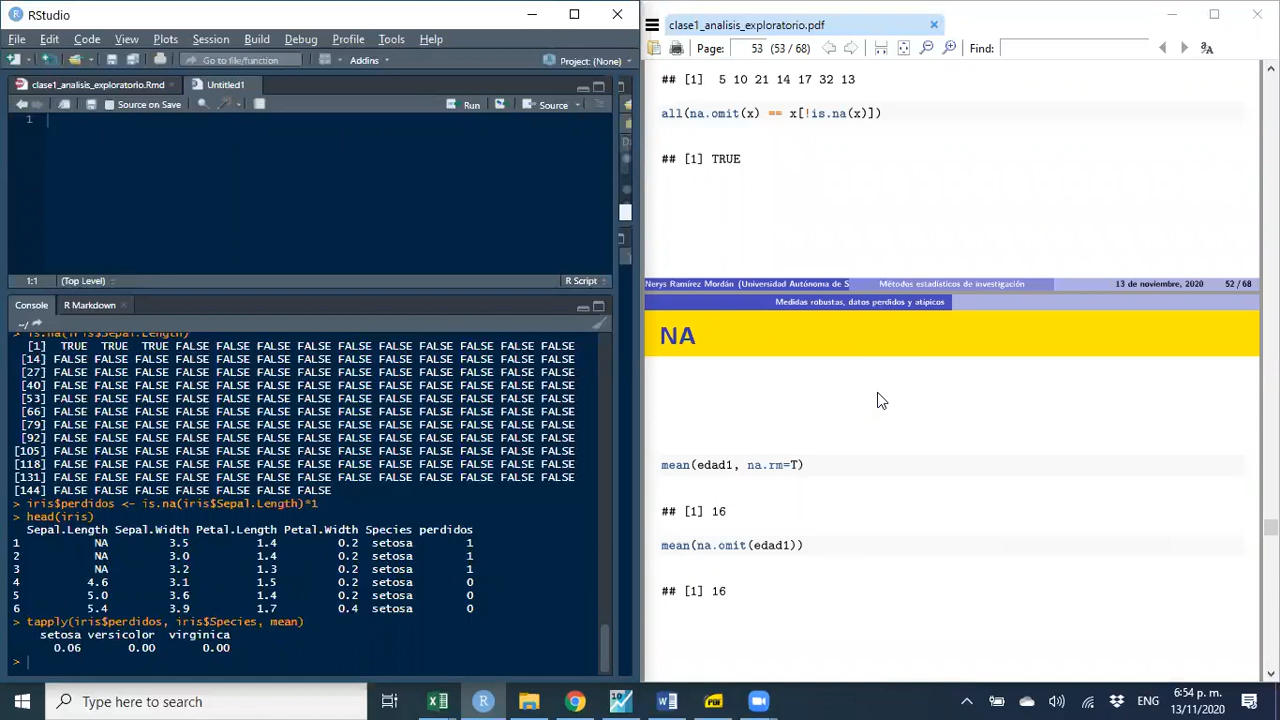 RStudio
File Edit Code View Plots Session Build Debug Profile Tools Help
Go to file/function
Addins
Project: (None)
clase1_analisis_exploratorio.Rmd
Untitled1
Source on Save
Run
Source
1
1:1 (Top Level)
R Script
Console R Markdown
~/
> is.na(iris$Sepal.Length)
[1] TRUE TRUE TRUE FALSE FALSE FALSE FALSE FALSE FALSE FALSE FALSE FALSE FALSE
[14] FALSE FALSE FALSE FALSE FALSE FALSE FALSE FALSE FALSE FALSE FALSE FALSE FALSE
[27] FALSE FALSE FALSE FALSE FALSE FALSE FALSE FALSE FALSE FALSE FALSE FALSE FALSE
[40] FALSE FALSE FALSE FALSE FALSE FALSE FALSE FALSE FALSE FALSE FALSE FALSE FALSE
[53] FALSE FALSE FALSE FALSE FALSE FALSE FALSE FALSE FALSE FALSE FALSE FALSE FALSE
[66] FALSE FALSE FALSE FALSE FALSE FALSE FALSE FALSE FALSE FALSE FALSE FALSE FALSE
[79] FALSE FALSE FALSE FALSE FALSE FALSE FALSE FALSE FALSE FALSE FALSE FALSE FALSE
[92] FALSE FALSE FALSE FALSE FALSE FALSE FALSE FALSE FALSE FALSE FALSE FALSE FALSE
[105] FALSE FALSE FALSE FALSE FALSE FALSE FALSE FALSE FALSE FALSE FALSE FALSE FALSE
[118] FALSE FALSE FALSE FALSE FALSE FALSE FALSE FALSE FALSE FALSE FALSE FALSE FALSE
[131] FALSE FALSE FALSE FALSE FALSE FALSE FALSE FALSE FALSE FALSE FALSE FALSE FALSE
[144] FALSE FALSE FALSE FALSE FALSE FALSE FALSE
> iris$perdidos <- is.na(iris$Sepal.Length)*1
> head(iris)
Sepal.Length Sepal.Width Petal.Length Petal.Width Species perdidos
1 NA 3.5 1.4 0.2 setosa 1
2 NA 3.0 1.4 0.2 setosa 1
3 NA 3.2 1.3 0.2 setosa 1
4 4.6 3.1 1.5 0.2 setosa 0
5 5.0 3.6 1.4 0.2 setosa 0
6 5.4 3.9 1.7 0.4 setosa 0
> tapply(iris$perdidos, iris$Species, mean)
setosa versicolor virginica
0.06 0.00 0.00
>
clase1_analisis_exploratorio.pdf
Page: 53 (53 / 68)
Find:
## [1] 5 10 21 14 17 32 13
all(na.omit(x) == x[!is.na(x)])
## [1] TRUE
Nerys Ramírez Mordán (Universidad Autónoma de S
Métodos estadísticos de investigación
13 de noviembre, 2020
52 / 68
Medidas robustas, datos perdidos y atípicos
NA
mean(edad1, na.rm=T)
## [1] 16
mean(na.omit(edad1))
## [1] 16
Type here to search
ENG
6:54 p. m.
13/11/2020